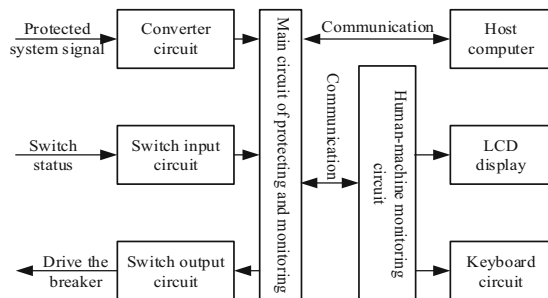 Protected
system signal
Converter
circuit
Main circuit of protecting and monitoring
Communication
Host
computer
Switch
status
Switch input
circuit
Communication
Human-machine monitoring
circuit
LCD
display
Drive the
breaker
Switch output
circuit
Keyboard
circuit